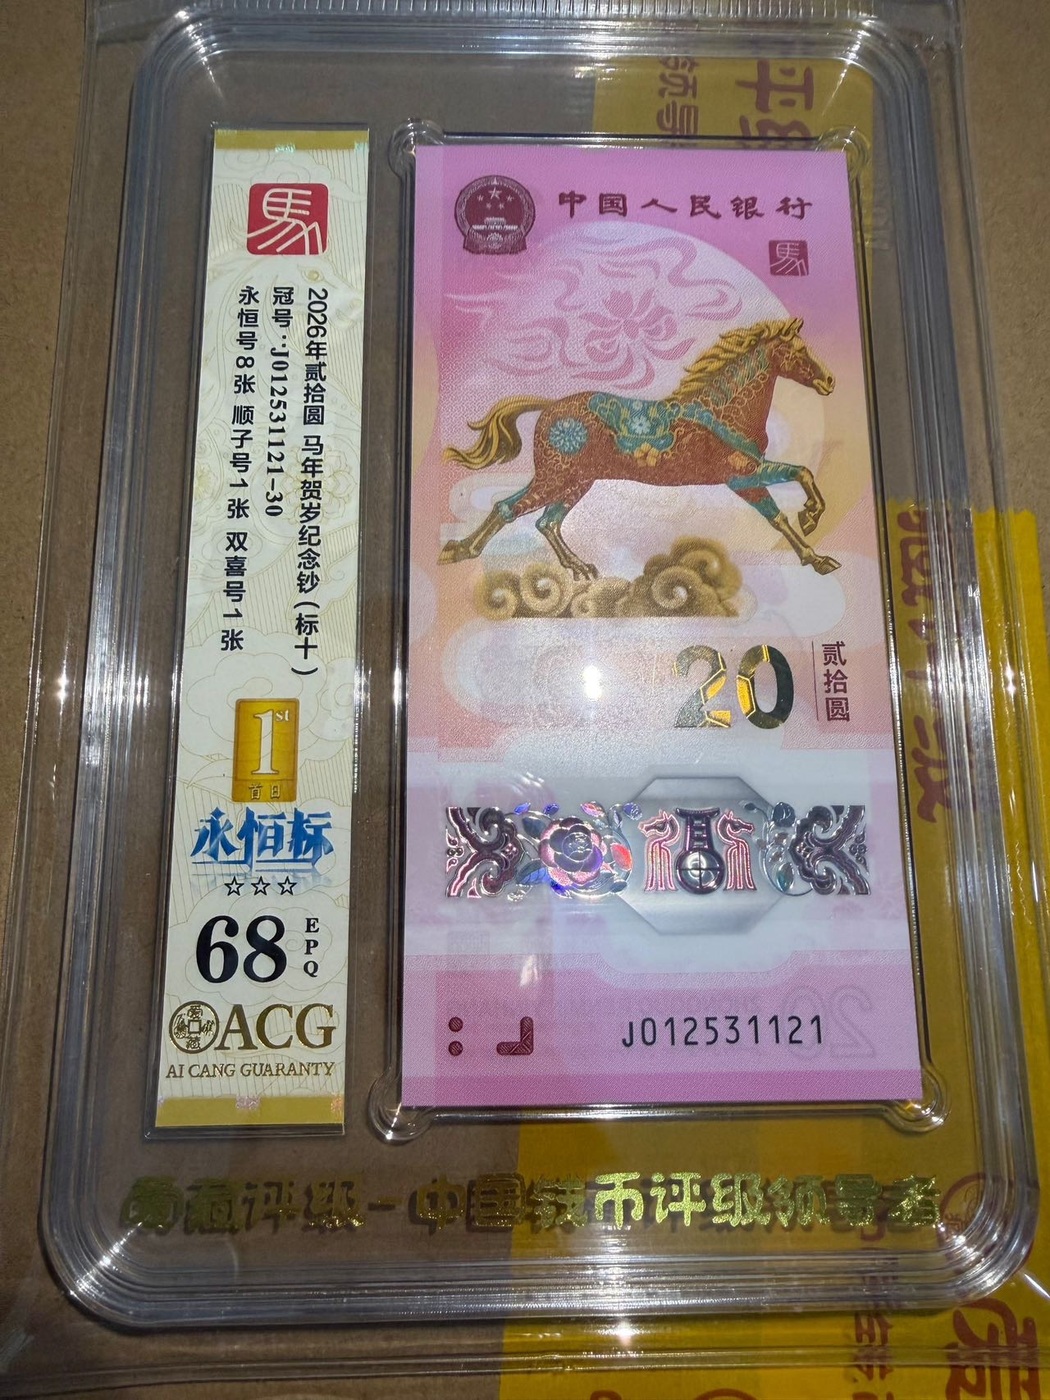 馬
2026年贰拾圆 马年贺岁纪念钞(标十)
冠号:J012531121-30
永恒号8张 顺子号1张 双喜号1张
1st
首日
永恒标
☆☆☆
68
EPQ
ACG
AI CANG GUARANTY
中国人民银行
馬
20
贰拾圆
J012531121
20
爱藏评级-中国钱币评级领导者